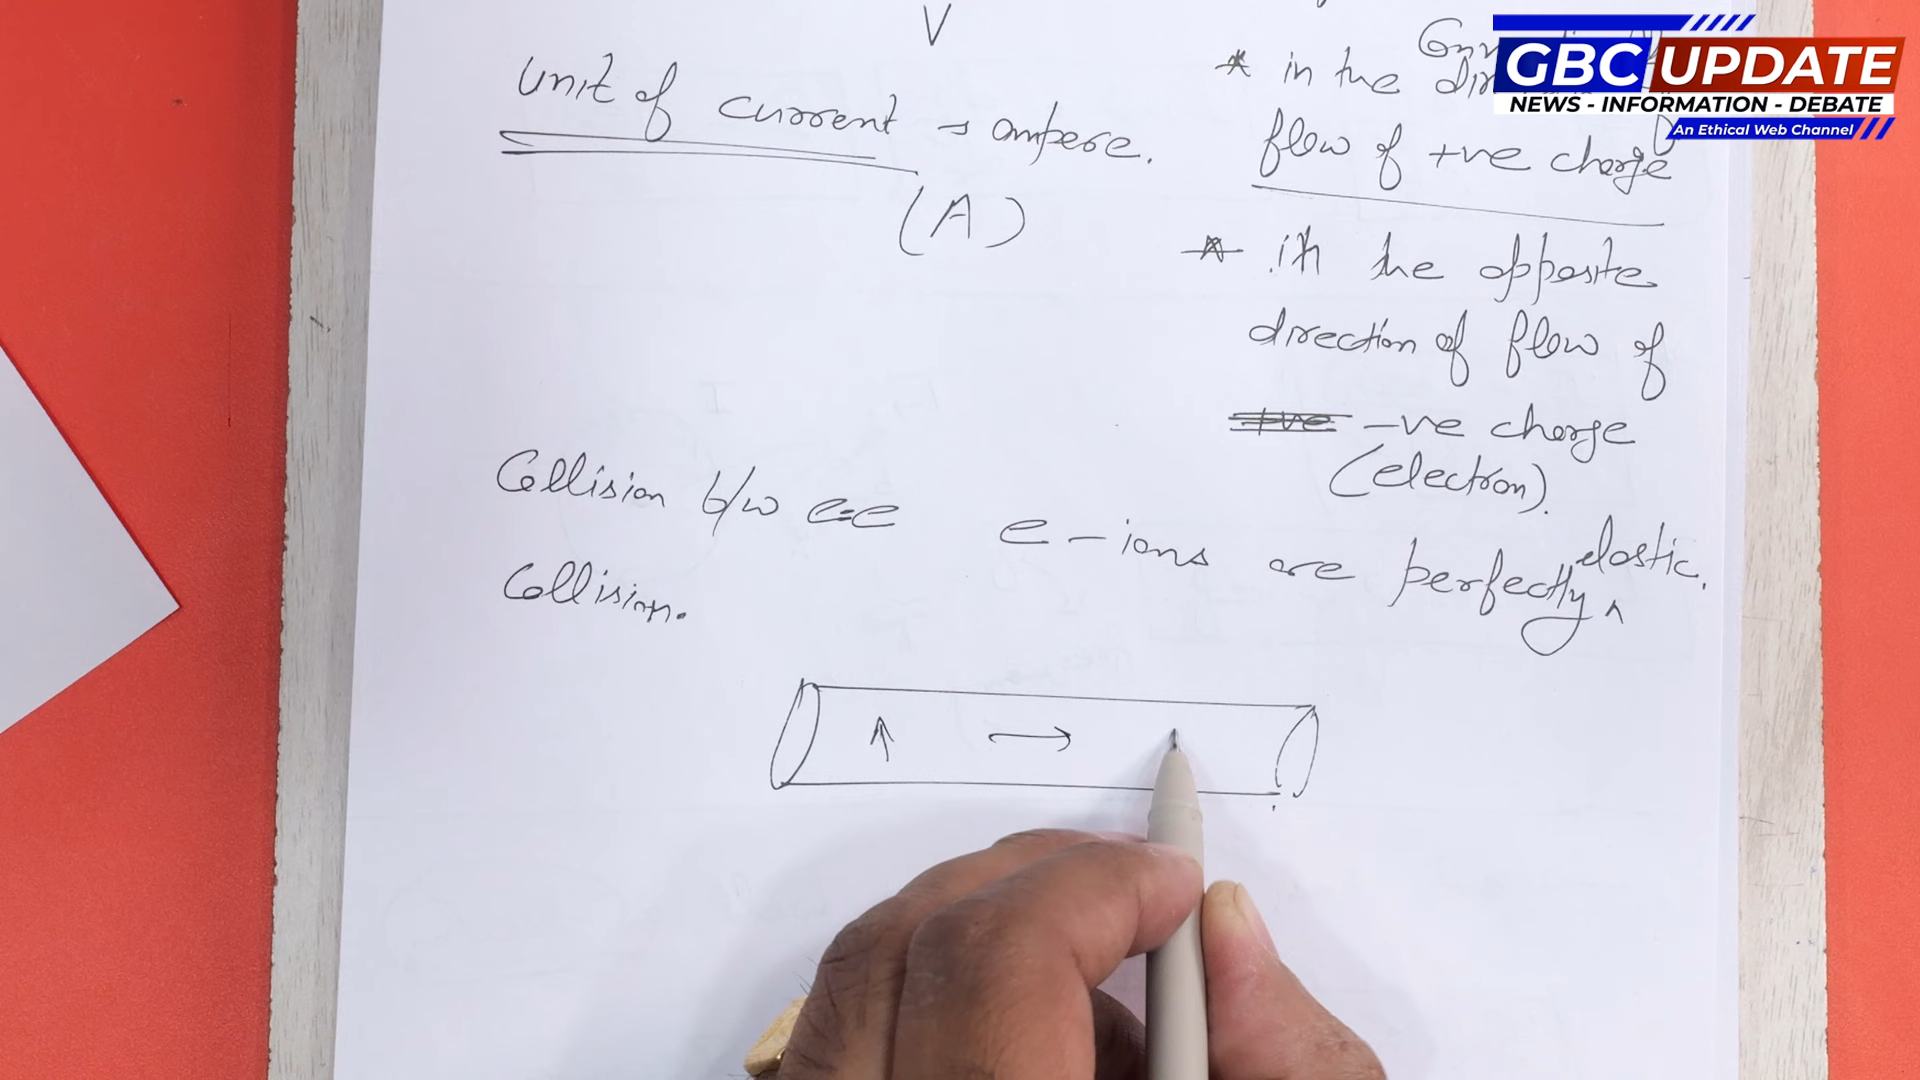 V
unit of current → ampere.
(A)
* in the
flow of +ve charge
* in the opposite
direction of flow of
-ve charge
(electron).
Collision b/w e-e e-ions are perfectly elastic.
Collision.
GBC UPDATE
NEWS - INFORMATION - DEBATE
An Ethical Web Channel